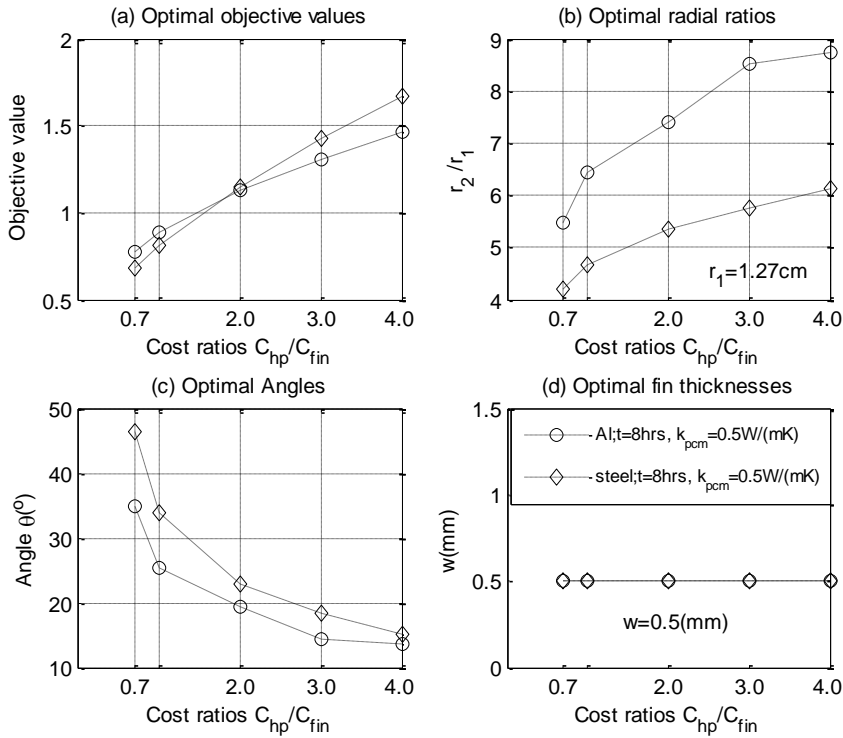 (a) Optimal objective values
2
1.5
1
0.5
Objective value
0.7 2.0 3.0 4.0
Cost ratios C_hp/C_fin
(b) Optimal radial ratios
9
8
7
6
5
4
r_2/r_1
r_1=1.27cm
0.7 2.0 3.0 4.0
Cost ratios C_hp/C_fin
(c) Optimal Angles
50
40
30
20
10
Angle θ(°)
0.7 2.0 3.0 4.0
Cost ratios C_hp/C_fin
(d) Optimal fin thicknesses
1.5
1
0.5
0
w(mm)
Al;t=8hrs, k_pcm=0.5W/(mK)
steel;t=8hrs, k_pcm=0.5W/(mK)
w=0.5(mm)
0.7 2.0 3.0 4.0
Cost ratios C_hp/C_fin